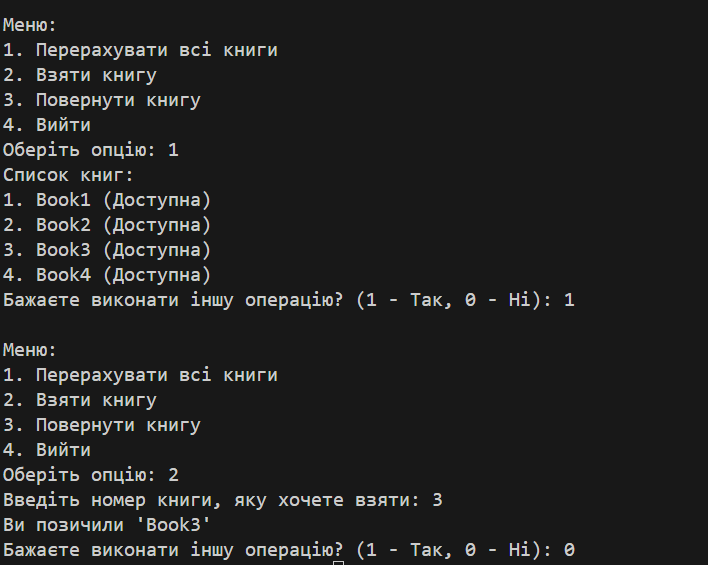 Меню:
1. Перерахувати всі книги
2. Взяти книгу
3. Повернути книгу
4. Вийти
Оберіть опцію: 1
Список книг:
1. Book1 (Доступна)
2. Book2 (Доступна)
3. Book3 (Доступна)
4. Book4 (Доступна)
Бажаєте виконати іншу операцію? (1 - Так, 0 - Ні): 1
Меню:
1. Перерахувати всі книги
2. Взяти книгу
3. Повернути книгу
4. Вийти
Оберіть опцію: 2
Введіть номер книги, яку хочете взяти: 3
Ви позичили 'Book3'
Бажаєте виконати іншу операцію? (1 - Так, 0 - Ні): 0